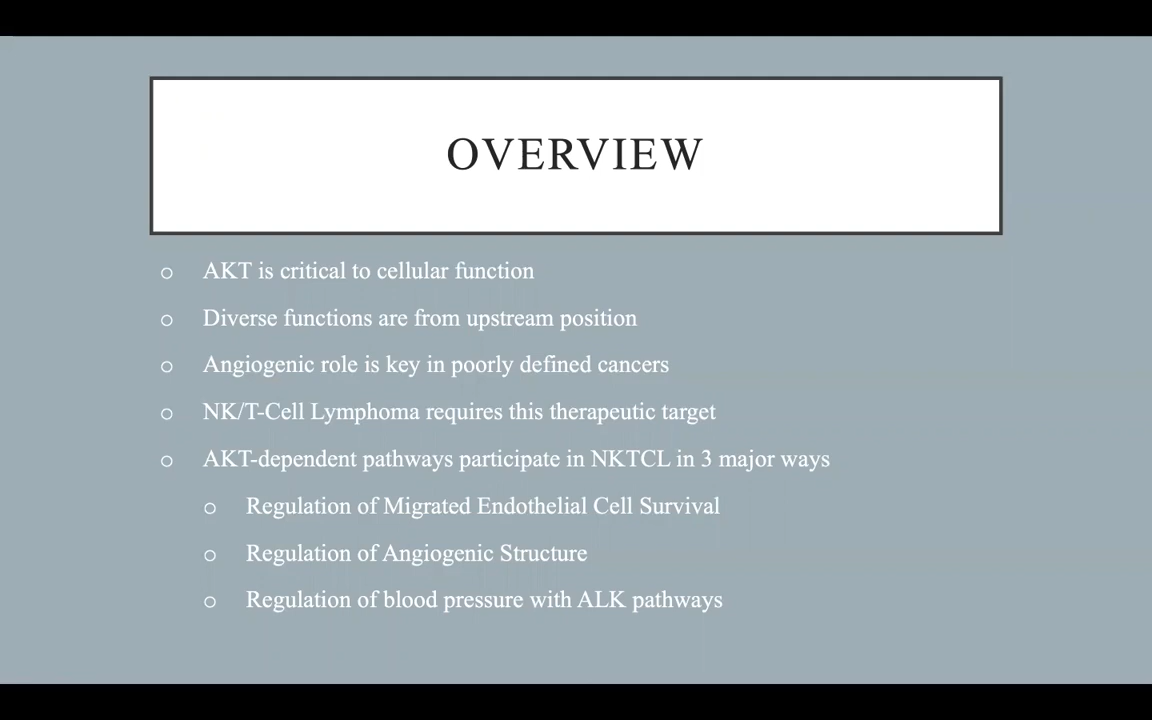 OVERVIEW
AKT is critical to cellular function
Diverse functions are from upstream position
Angiogenic role is key in poorly defined cancers
NK/T-Cell Lymphoma requires this therapeutic target
AKT-dependent pathways participate in NKTCL in 3 major ways
Regulation of Migrated Endothelial Cell Survival
Regulation of Angiogenic Structure
Regulation of blood pressure with ALK pathways